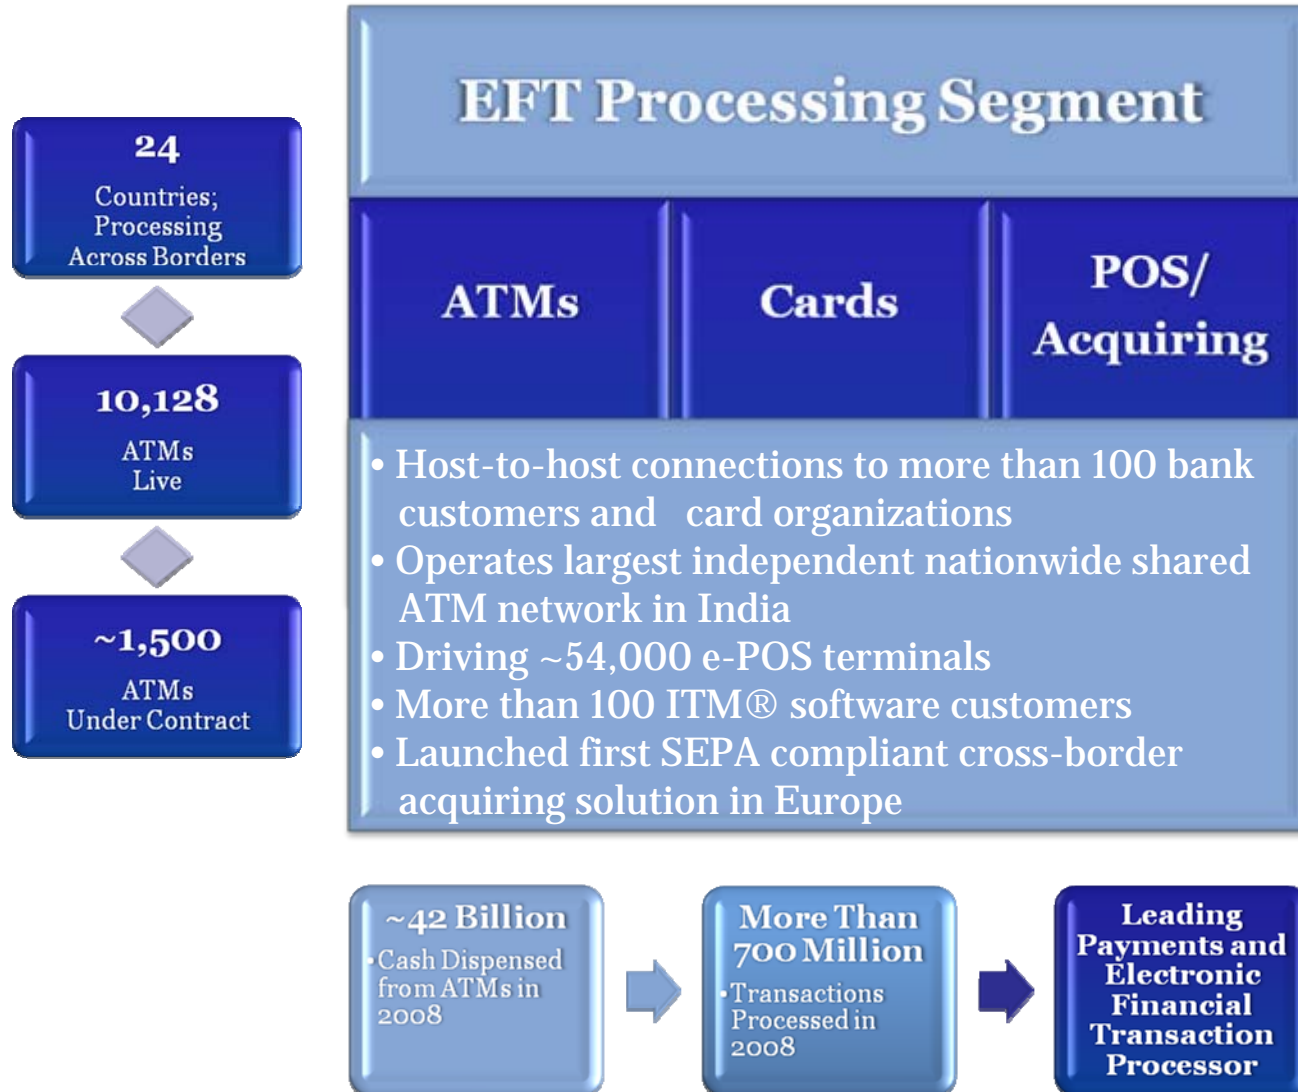 EFT Processing Segment
24
Countries;
Processing
Across Borders
10,128
ATMs
Live
~1,500
ATMs
Under Contract
ATMs
Cards
POS/
Acquiring
• Host-to-host connections to more than 100 bank
customers and card organizations
• Operates largest independent nationwide shared
ATM network in India
• Driving ~54,000 e-POS terminals
• More than 100 ITM® software customers
• Launched first SEPA compliant cross-border
acquiring solution in Europe
~42 Billion
•Cash Dispensed
from ATMs in
2008
More Than
700 Million
•Transactions
Processed in
2008
Leading
Payments and
Electronic
Financial
Transaction
Processor